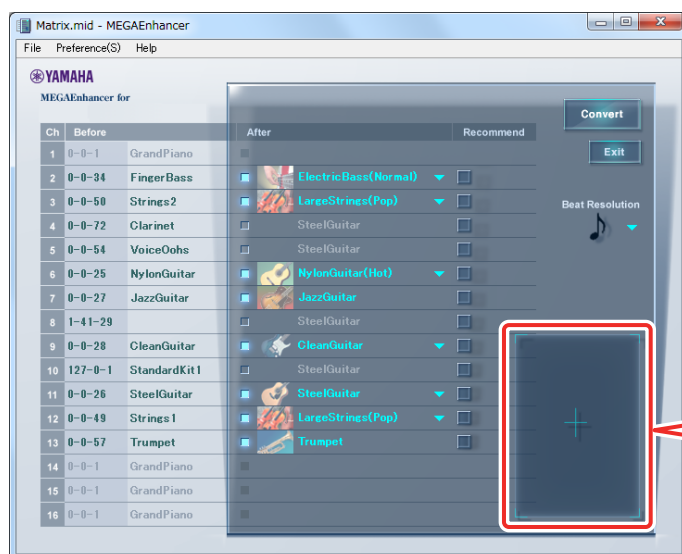 Matrix.mid - MEGAEnhancer
File Preference(S) Help
YAMAHA
MEGAEnhancer for
Convert
Exit
Beat Resolution
Ch Before After Recommend
1 0-0-1 GrandPiano
2 0-0-34 FingerBass ElectricBass(Normal)
3 0-0-50 Strings2 LargeStrings(Pop)
4 0-0-72 Clarinet SteelGuitar
5 0-0-54 VoiceOohs SteelGuitar
6 0-0-25 NylonGuitar NylonGuitar(Hot)
7 0-0-27 JazzGuitar JazzGuitar
8 1-41-29 SteelGuitar
9 0-0-28 CleanGuitar CleanGuitar
10 127-0-1 StandardKit1 SteelGuitar
11 0-0-26 SteelGuitar SteelGuitar
12 0-0-49 Strings1 LargeStrings(Pop)
13 0-0-57 Trumpet Trumpet
14 0-0-1 GrandPiano
15 0-0-1 GrandPiano
16 0-0-1 GrandPiano